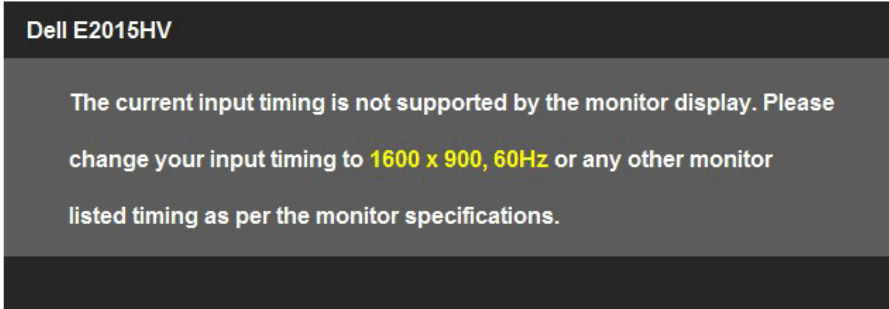 Dell E2015HV
The current input timing is not supported by the monitor display. Please
change your input timing to 1600 x 900, 60Hz or any other monitor
listed timing as per the monitor specifications.